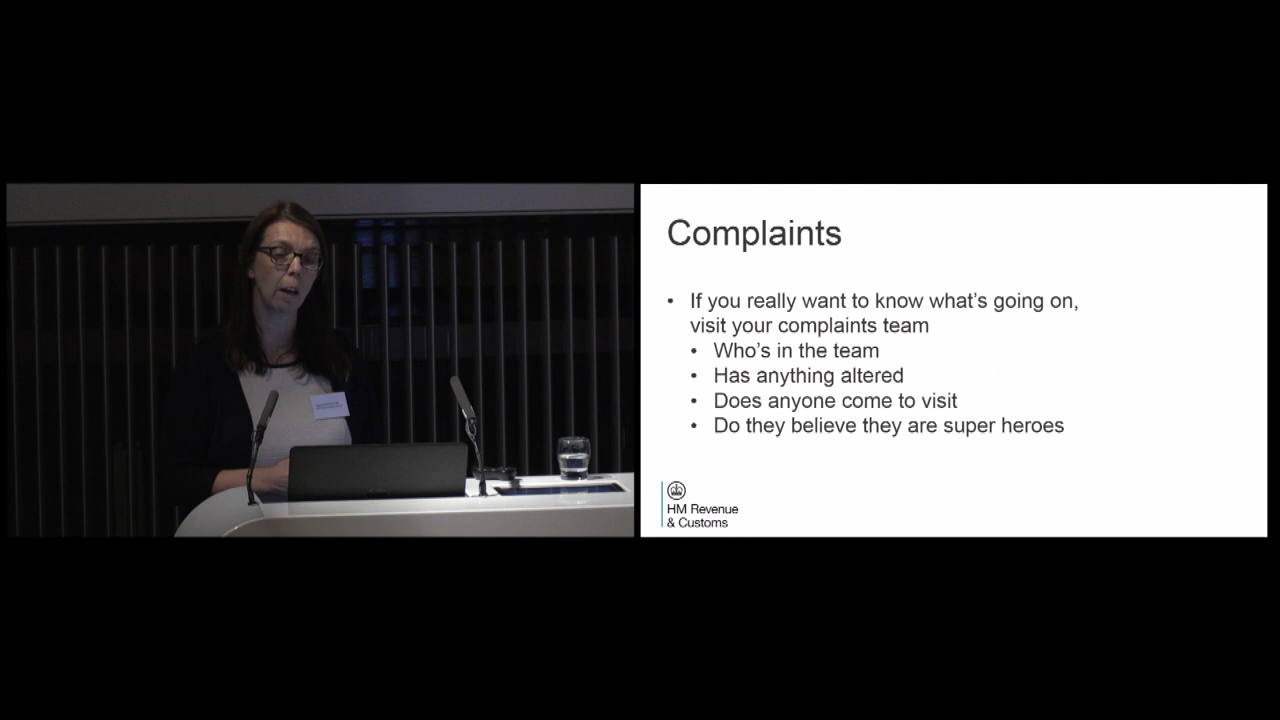 Complaints
• If you really want to know what's going on,
visit your complaints team
• Who's in the team
• Has anything altered
• Does anyone come to visit
• Do they believe they are super heroes
HM Revenue
& Customs